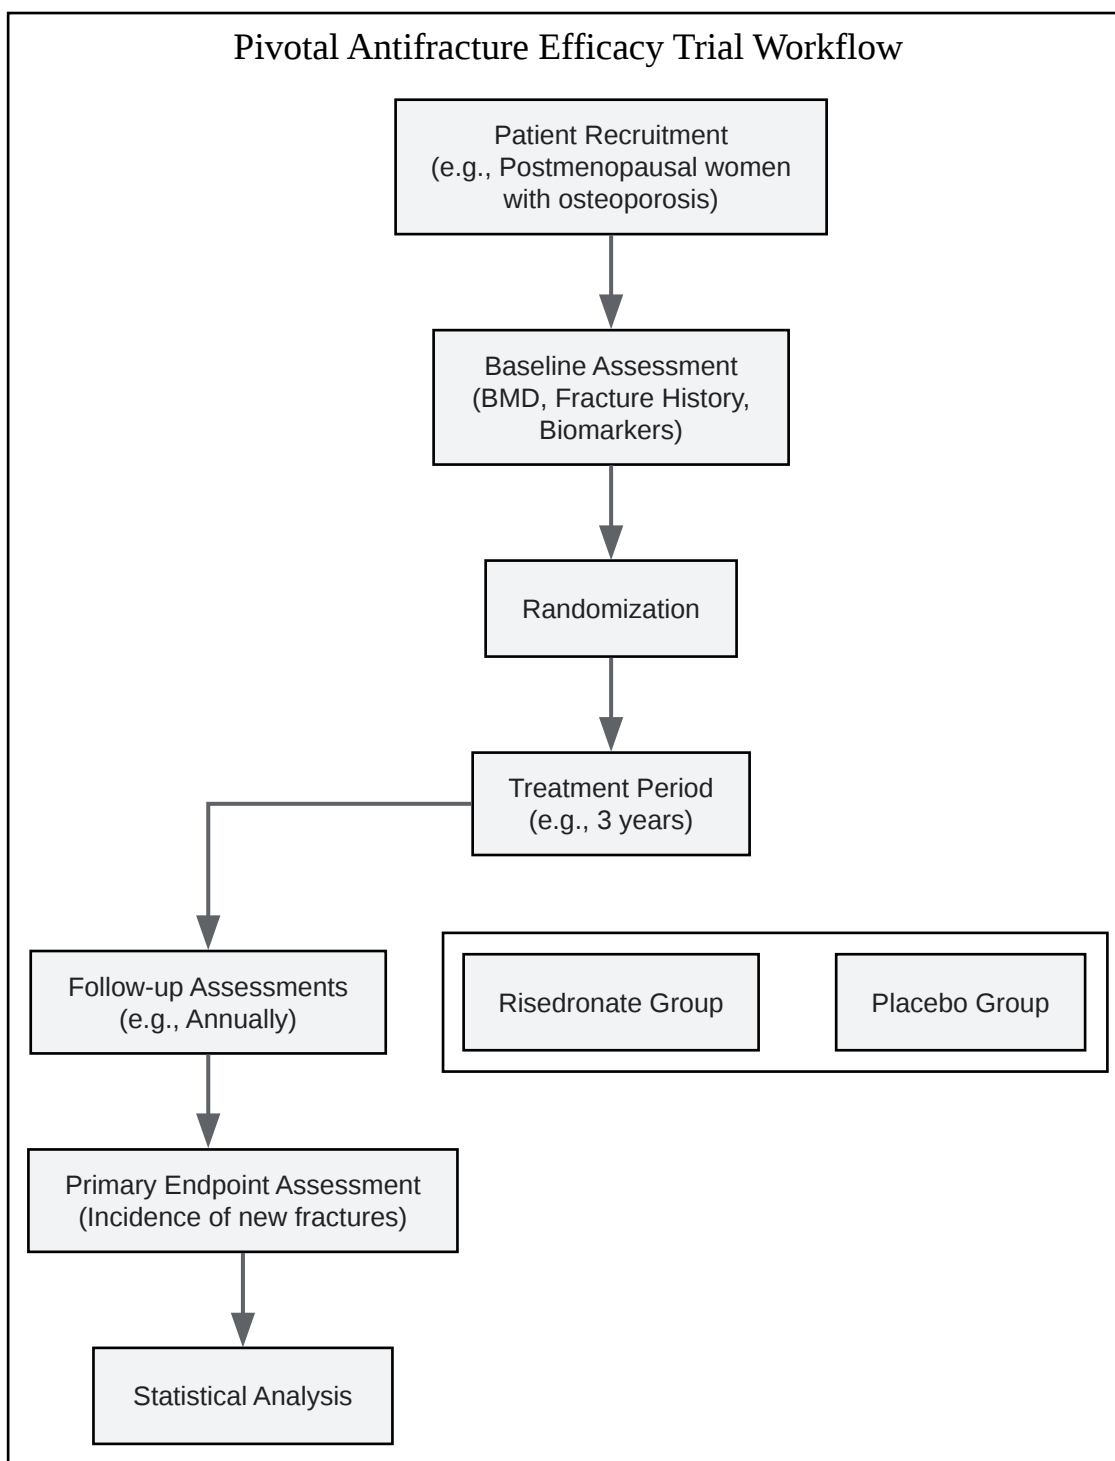 Pivotal Antifracture Efficacy Trial Workflow
Patient Recruitment
(e.g., Postmenopausal women
with osteoporosis)
Baseline Assessment
(BMD, Fracture History,
Biomarkers)
Randomization
Treatment Period
(e.g., 3 years)
Follow-up Assessments
(e.g., Annually)
Risedronate Group
Placebo Group
Primary Endpoint Assessment
(Incidence of new fractures)
Statistical Analysis